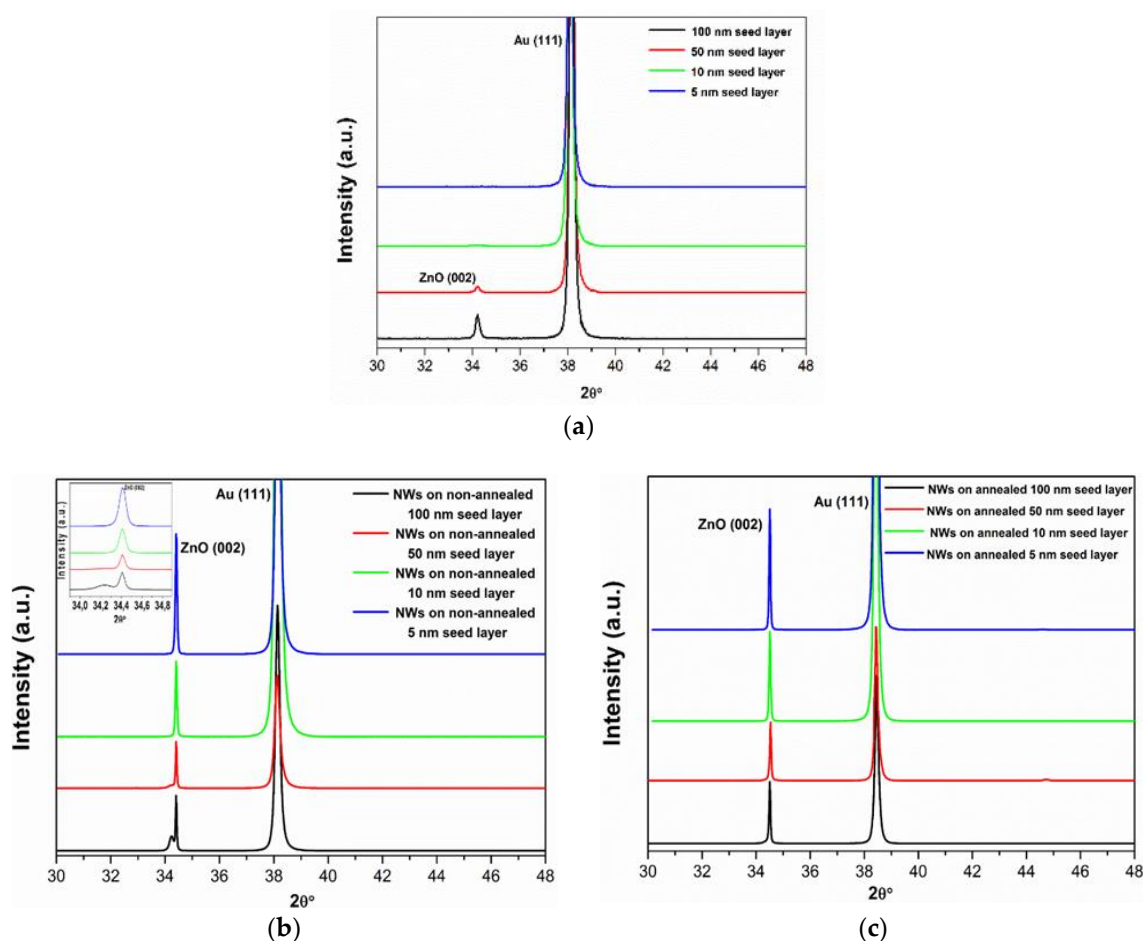 Au (111)
100 nm seed layer
50 nm seed layer
10 nm seed layer
5 nm seed layer
Intensity (a.u.)
ZnO (002)
30 32 34 36 38 40 42 44 46 48
2θ°
(a)
ZnO (002)
Intensity (a.u.)
34,0 34,2 34,4 34,6 34,8
2θ°
Au (111)
ZnO (002)
NWs on non-annealed
100 nm seed layer
NWs on non-annealed
50 nm seed layer
NWs on non-annealed
10 nm seed layer
NWs on non-annealed
5 nm seed layer
Intensity (a.u.)
30 32 34 36 38 40 42 44 46 48
2θ°
(b)
Au (111)
ZnO (002)
NWs on annealed 100 nm seed layer
NWs on annealed 50 nm seed layer
NWs on annealed 10 nm seed layer
NWs on annealed 5 nm seed layer
Intensity (a.u.)
30 32 34 36 38 40 42 44 46 48
2θ°
(c)